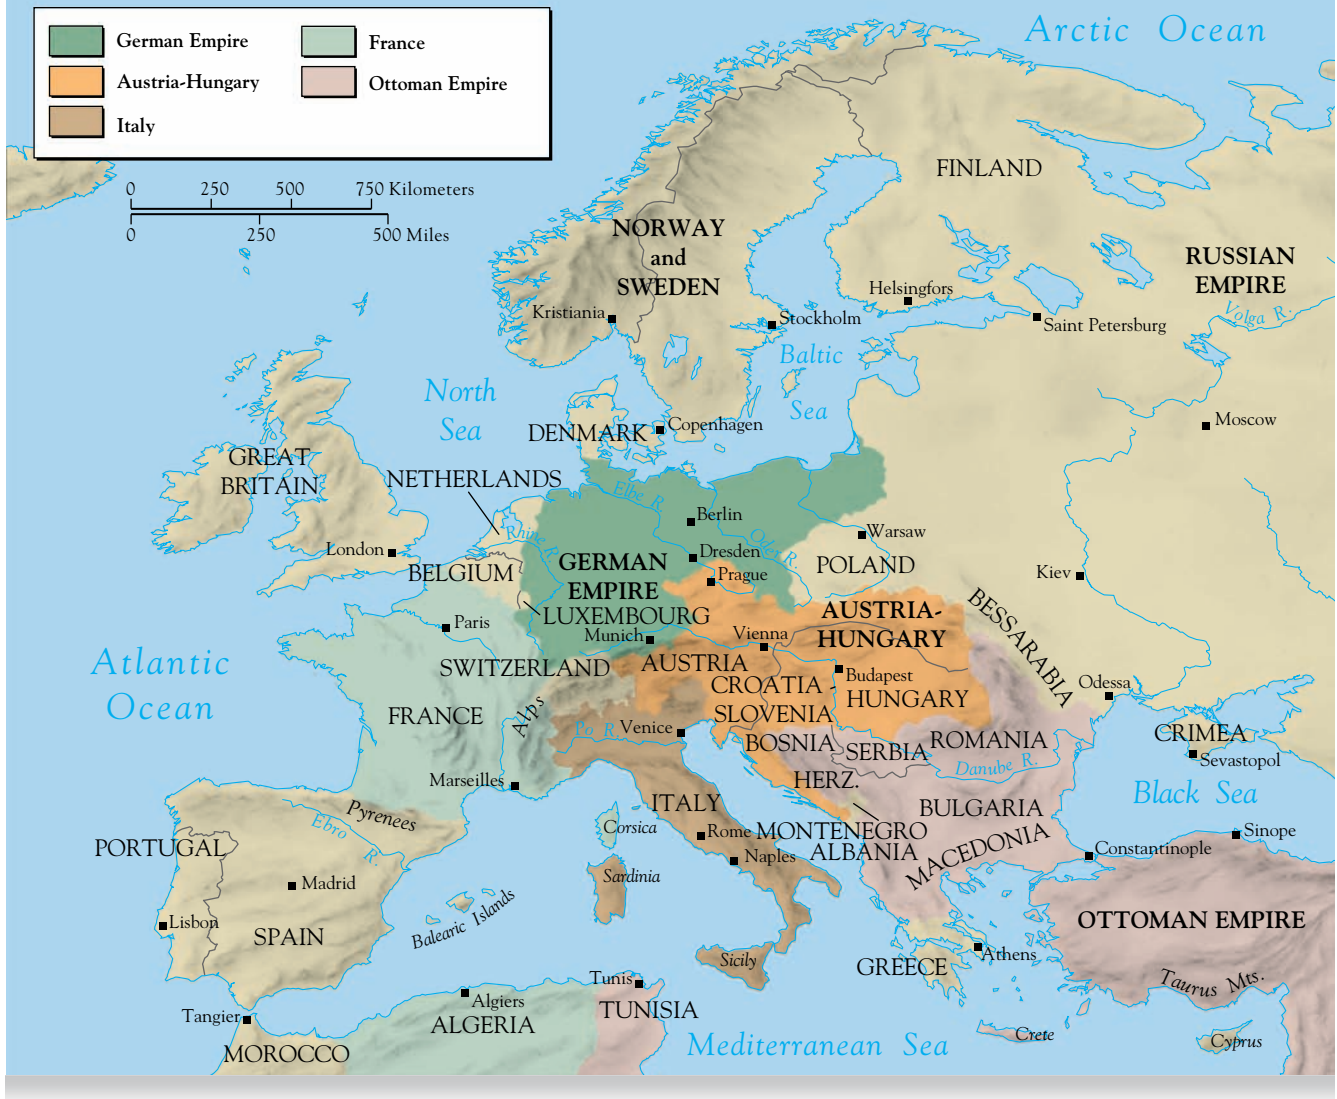 German Empire
France
Austria-Hungary
Ottoman Empire
Italy
0 250 500 750 Kilometers
0 250 500 Miles
Arctic Ocean
FINLAND
NORWAY
and
SWEDEN
RUSSIAN
EMPIRE
Volga R.
Helsingfors
Kristiania
Stockholm
Saint Petersburg
Baltic
Sea
North
Sea
Moscow
DENMARK
Copenhagen
GREAT
BRITAIN
NETHERLANDS
Elbe R.
Berlin
Rhine R.
Oder R.
Warsaw
London
Dresden
POLAND
BELGIUM
GERMAN
EMPIRE
Prague
Kiev
LUXEMBOURG
AUSTRIA-
HUNGARY
BESSARABIA
Paris
Munich
Vienna
Atlantic
Ocean
SWITZERLAND
AUSTRIA
Budapest
CROATIA
HUNGARY
Odessa
FRANCE
Alps
SLOVENIA
Po R.
Venice
BOSNIA
SERBIA
ROMANIA
CRIMEA
Sevastopol
Danube R.
Marseilles
HERZ.
Black Sea
Pyrenees
ITALY
BULGARIA
Ebro
R.
Corsica
Rome
MONTENEGRO
Sinope
PORTUGAL
Naples
ALBANIA
MACEDONIA
Constantinople
Madrid
Sardinia
Lisbon
Balearic Islands
OTTOMAN EMPIRE
SPAIN
Sicily
GREECE
Athens
Tunis
Taurus Mts.
Algiers
TUNISIA
Tangier
ALGERIA
Crete
MOROCCO
Mediterranean Sea
Cyprus